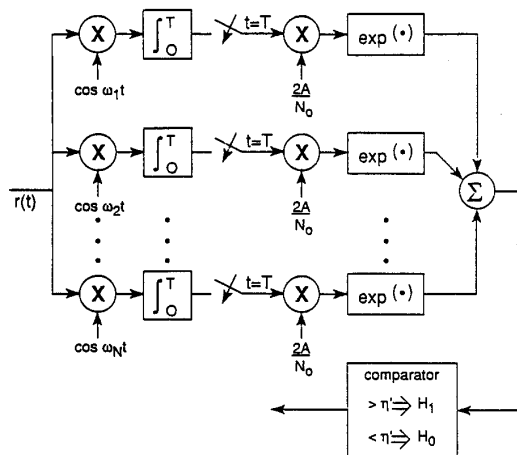 X ∫₀ᵀ t=T X exp (•)
cos ω₁t 2A/N₀
X ∫₀ᵀ t=T X exp (•)
r(t) cos ω₂t 2A/N₀ Σ
X ∫₀ᵀ t=T X exp (•)
cos ω_N t 2A/N₀
comparator
> η' ⇒ H₁
< η' ⇒ H₀